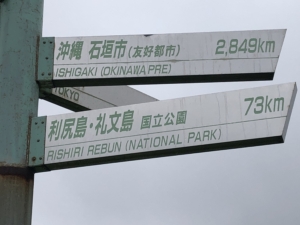 沖縄 石垣市(友好都市) 2,849km
ISHIGAKI (OKINAWA PRE)
TOKYO
利尻島・礼文島 国立公園 73km
RISHIRI REBUN (NATIONAL PARK)